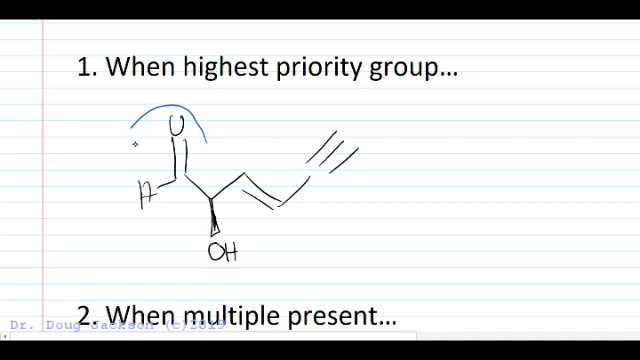 1. When highest priority group...
O
H
OH
2. When multiple present...
Dr. Doug Jackson (c)2019